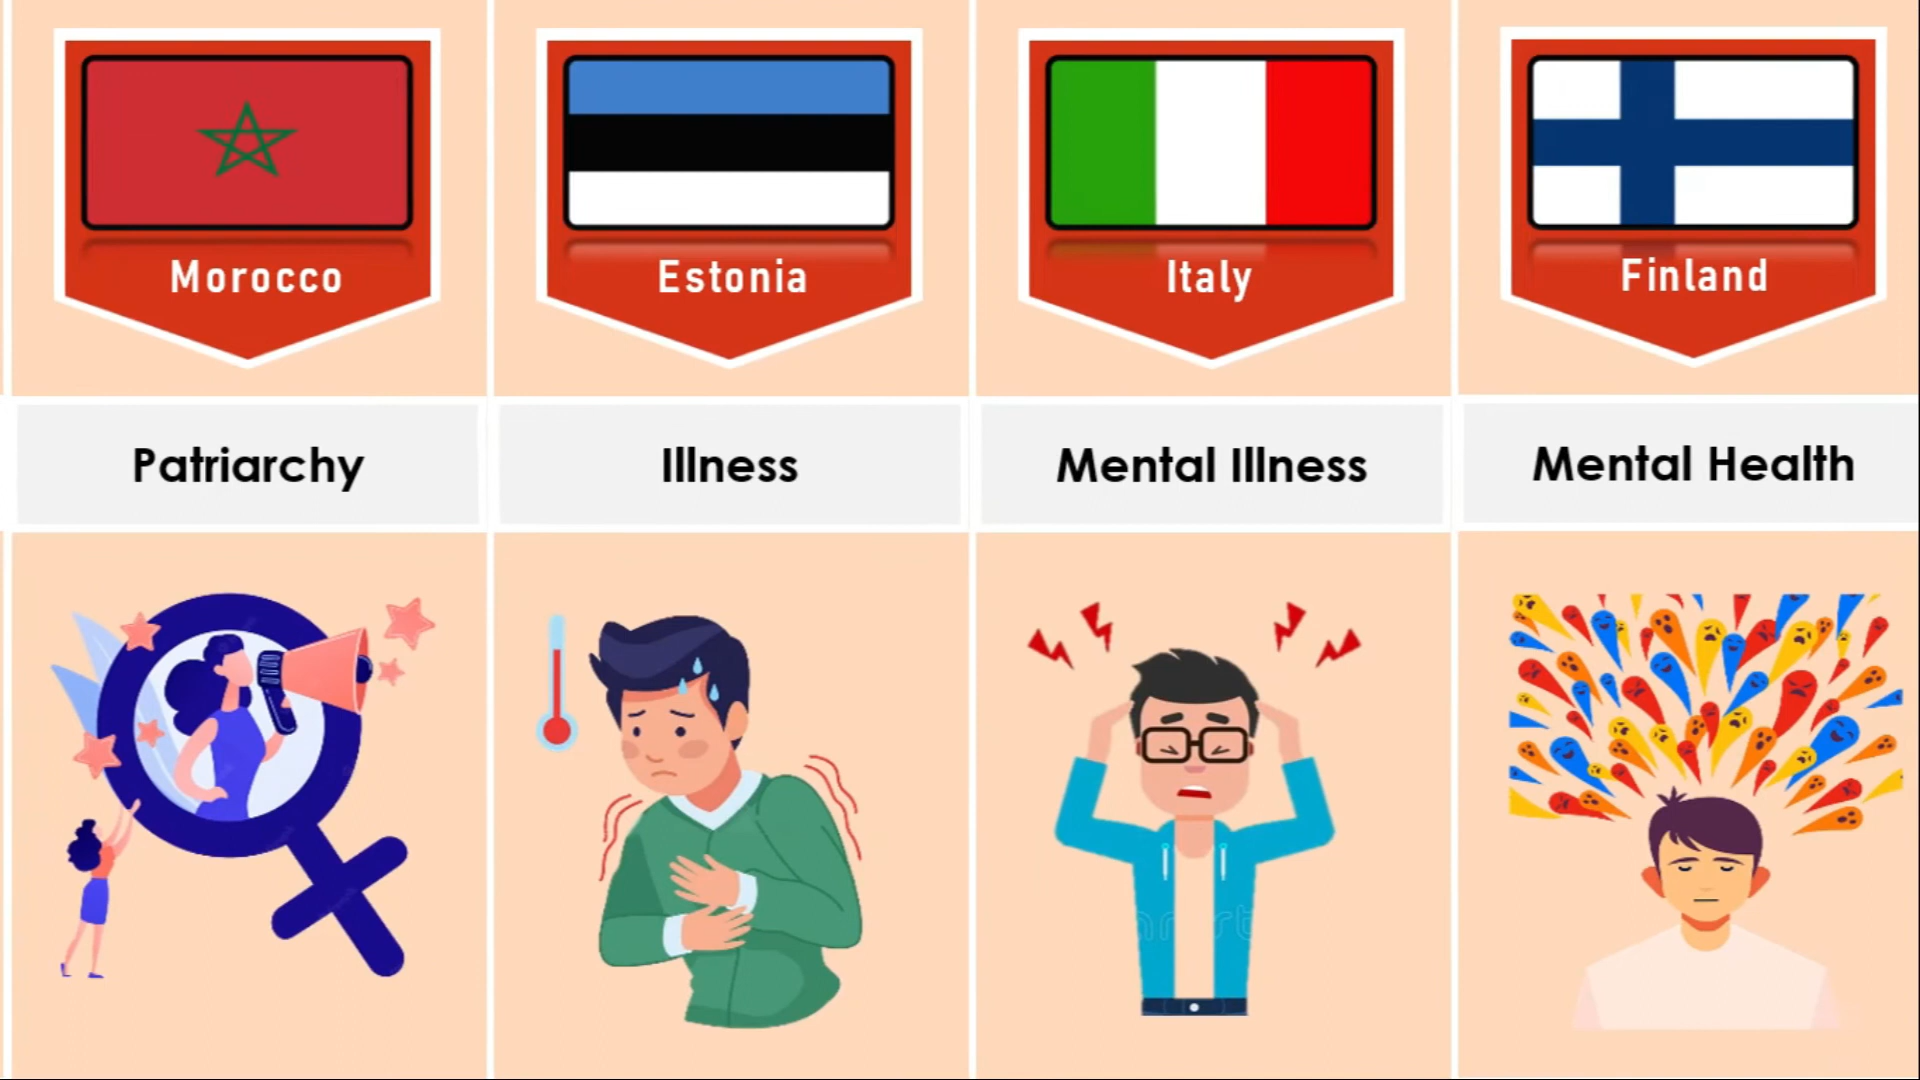 Morocco
Estonia
Italy
Finland
Patriarchy
Illness
Mental Illness
Mental Health